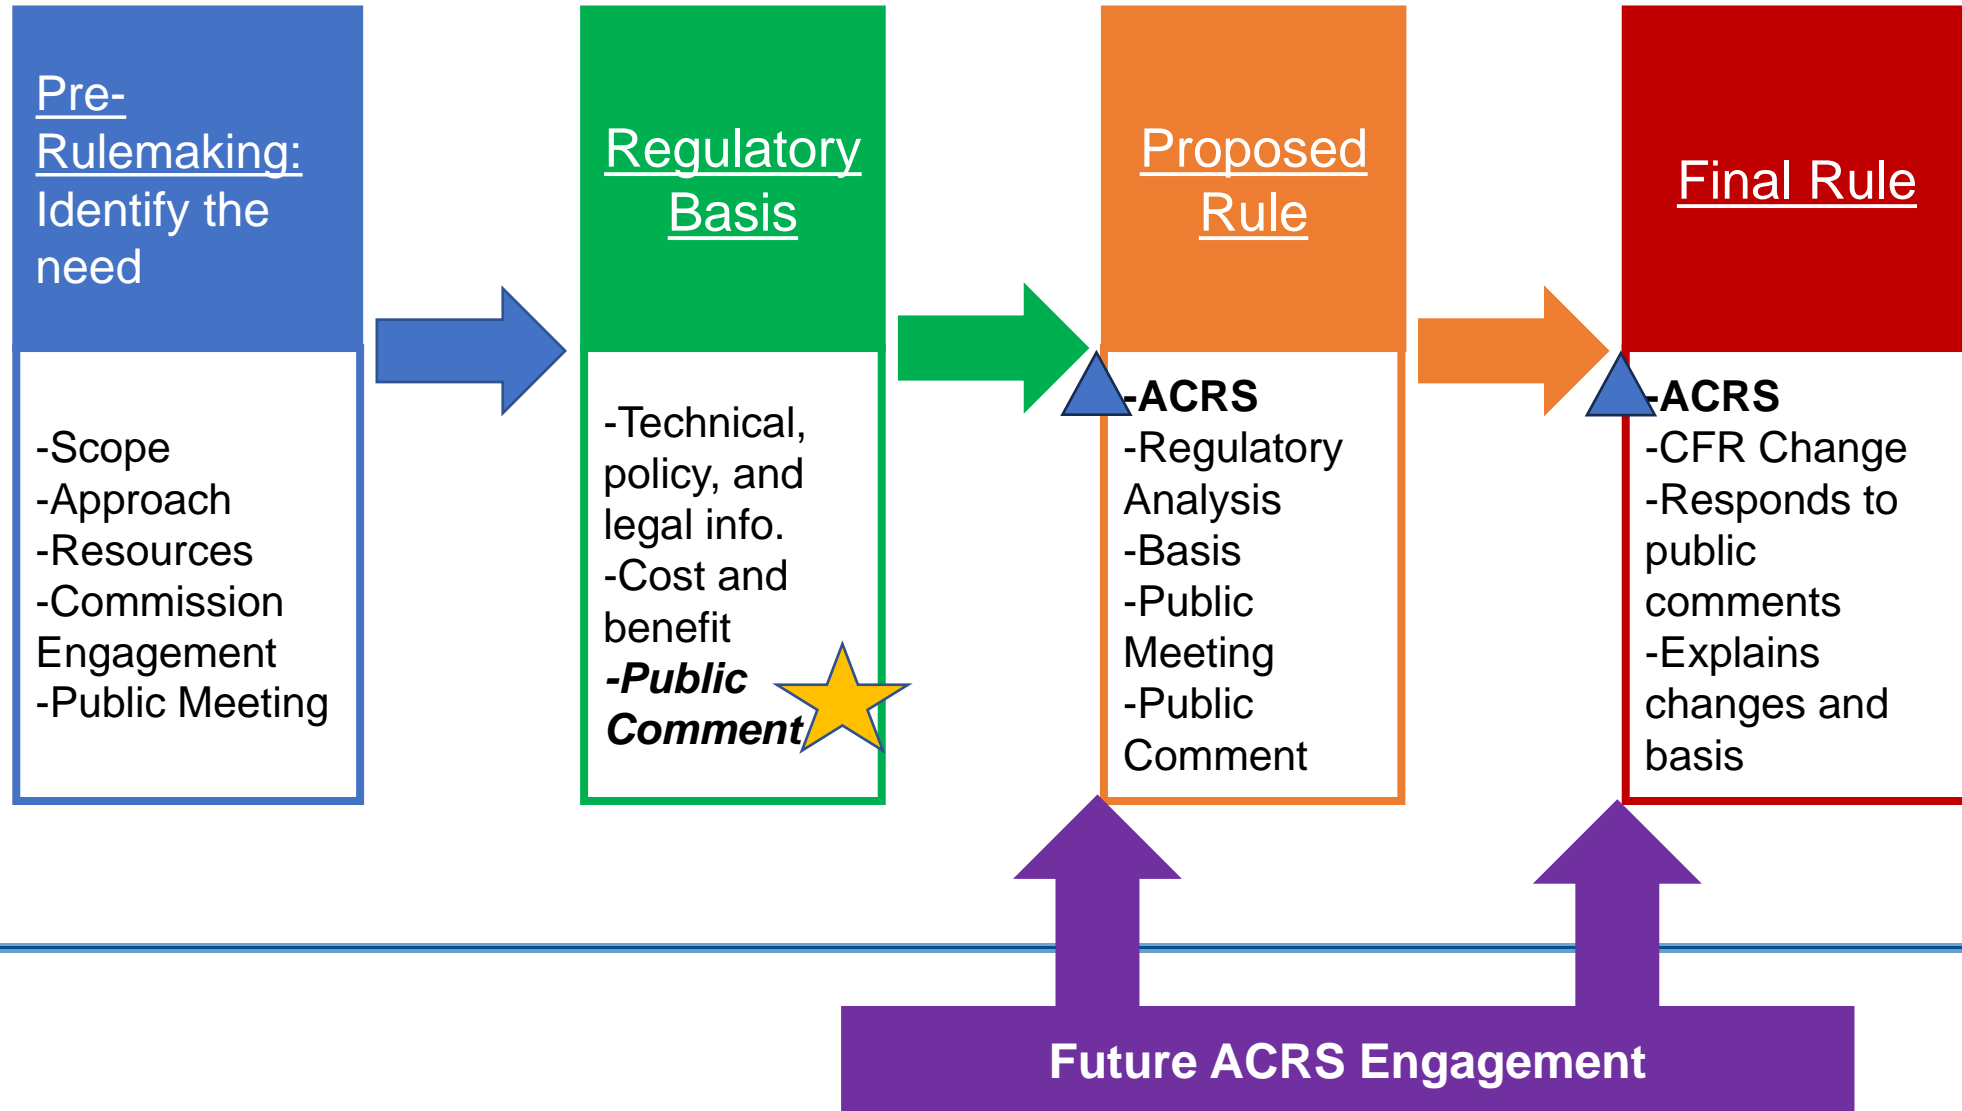 Pre-
Rulemaking:
Identify the
need
-Scope
-Approach
-Resources
-Commission
Engagement
-Public Meeting
Regulatory
Basis
-Technical,
policy, and
legal info.
-Cost and
benefit
-Public
Comment
Proposed
Rule
-ACRS
-Regulatory
Analysis
-Basis
-Public
Meeting
-Public
Comment
Final Rule
-ACRS
-CFR Change
-Responds to
public
comments
-Explains
changes and
basis
Future ACRS Engagement